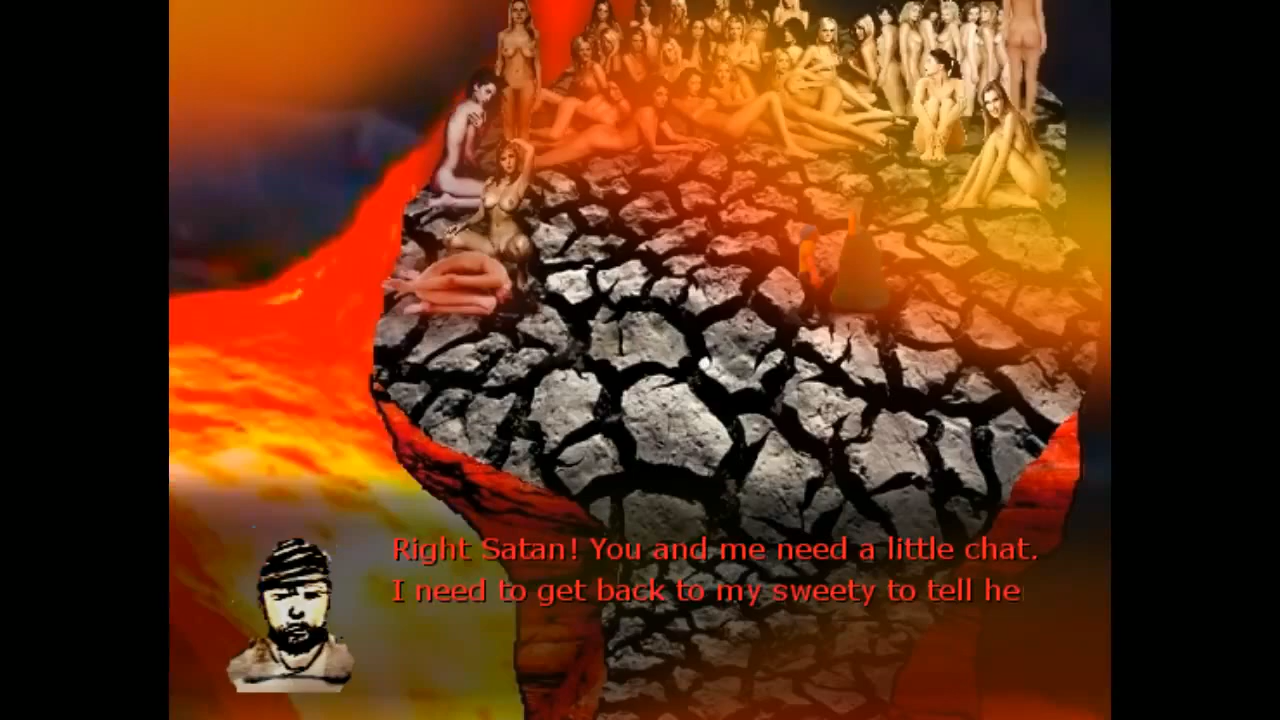 Right Satan! You and me need a little chat.
I need to get back to my sweety to tell he